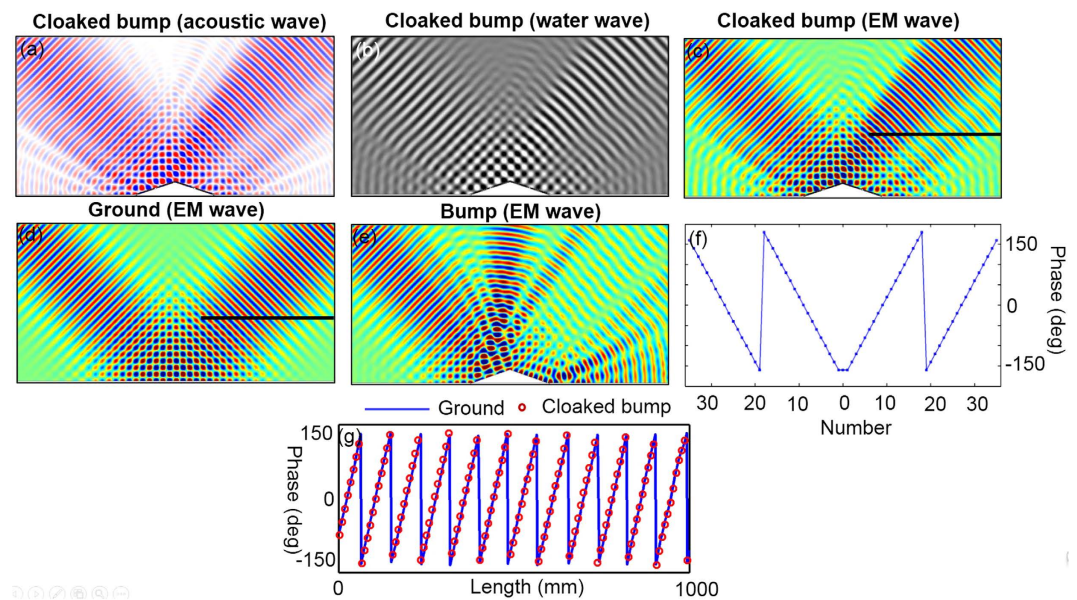 Cloaked bump (acoustic wave)
Cloaked bump (water wave)
Cloaked bump (EM wave)
(a)
(b)
(c)
Ground (EM wave)
Bump (EM wave)
(d)
(e)
(f)
150
0
-150
Phase (deg)
30 20 10 0 10 20 30
Number
Ground
Cloaked bump
(g)
150
0
-150
Phase (deg)
0
Length (mm)
1000